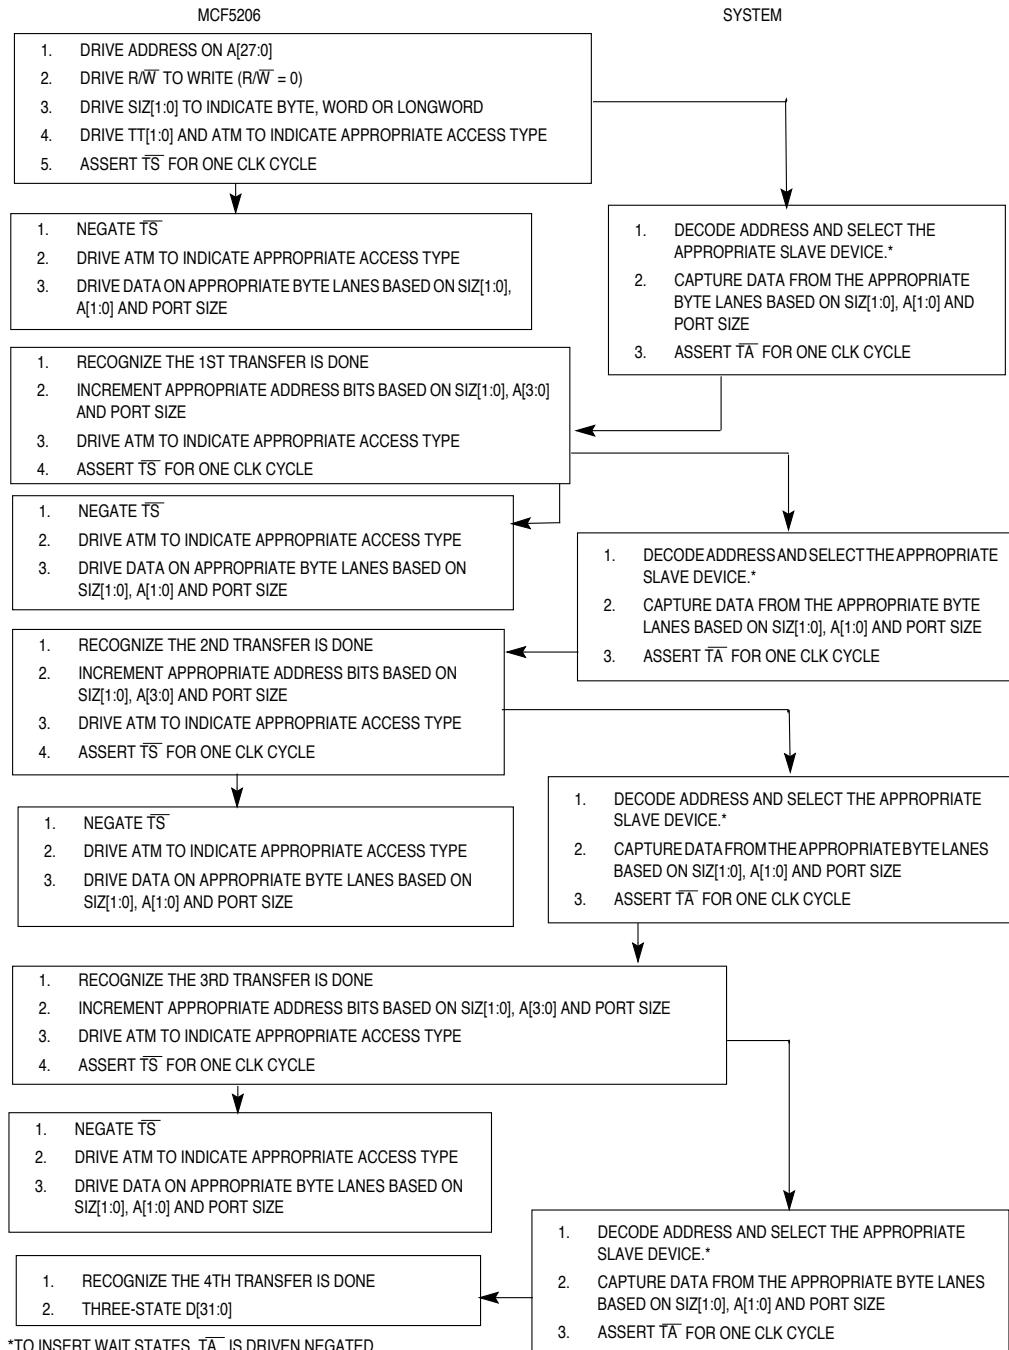 MCF5206
SYSTEM
1. DRIVE ADDRESS ON A[27:0]
2. DRIVE R/W̅ TO WRITE (R/W̅ = 0)
3. DRIVE SIZ[1:0] TO INDICATE BYTE, WORD OR LONGWORD
4. DRIVE TT[1:0] AND ATM TO INDICATE APPROPRIATE ACCESS TYPE
5. ASSERT T̅S̅ FOR ONE CLK CYCLE
1. NEGATE T̅S̅
2. DRIVE ATM TO INDICATE APPROPRIATE ACCESS TYPE
3. DRIVE DATA ON APPROPRIATE BYTE LANES BASED ON SIZ[1:0],
A[1:0] AND PORT SIZE
1. DECODE ADDRESS AND SELECT THE
APPROPRIATE SLAVE DEVICE.*
2. CAPTURE DATA FROM THE APPROPRIATE
BYTE LANES BASED ON SIZ[1:0], A[1:0] AND
PORT SIZE
3. ASSERT T̅A̅ FOR ONE CLK CYCLE
1. RECOGNIZE THE 1ST TRANSFER IS DONE
2. INCREMENT APPROPRIATE ADDRESS BITS BASED ON SIZ[1:0], A[3:0]
AND PORT SIZE
3. DRIVE ATM TO INDICATE APPROPRIATE ACCESS TYPE
4. ASSERT T̅S̅ FOR ONE CLK CYCLE
1. NEGATE T̅S̅
2. DRIVE ATM TO INDICATE APPROPRIATE ACCESS TYPE
3. DRIVE DATA ON APPROPRIATE BYTE LANES BASED ON
SIZ[1:0], A[1:0] AND PORT SIZE
1. DECODE ADDRESS AND SELECT THE APPROPRIATE
SLAVE DEVICE.*
2. CAPTURE DATA FROM THE APPROPRIATE BYTE
LANES BASED ON SIZ[1:0], A[1:0] AND PORT SIZE
3. ASSERT T̅A̅ FOR ONE CLK CYCLE
1. RECOGNIZE THE 2ND TRANSFER IS DONE
2. INCREMENT APPROPRIATE ADDRESS BITS BASED ON
SIZ[1:0], A[3:0] AND PORT SIZE
3. DRIVE ATM TO INDICATE APPROPRIATE ACCESS TYPE
4. ASSERT T̅S̅ FOR ONE CLK CYCLE
1. NEGATE T̅S̅
2. DRIVE ATM TO INDICATE APPROPRIATE ACCESS TYPE
3. DRIVE DATA ON APPROPRIATE BYTE LANES BASED ON
SIZ[1:0], A[1:0] AND PORT SIZE
1. DECODE ADDRESS AND SELECT THE APPROPRIATE
SLAVE DEVICE.*
2. CAPTURE DATA FROM THE APPROPRIATE BYTE LANES
BASED ON SIZ[1:0], A[1:0] AND PORT SIZE
3. ASSERT T̅A̅ FOR ONE CLK CYCLE
1. RECOGNIZE THE 3RD TRANSFER IS DONE
2. INCREMENT APPROPRIATE ADDRESS BITS BASED ON SIZ[1:0], A[3:0] AND PORT SIZE
3. DRIVE ATM TO INDICATE APPROPRIATE ACCESS TYPE
4. ASSERT T̅S̅ FOR ONE CLK CYCLE
1. NEGATE T̅S̅
2. DRIVE ATM TO INDICATE APPROPRIATE ACCESS TYPE
3. DRIVE DATA ON APPROPRIATE BYTE LANES BASED ON
SIZ[1:0], A[1:0] AND PORT SIZE
1. DECODE ADDRESS AND SELECT THE APPROPRIATE
SLAVE DEVICE.*
2. CAPTURE DATA FROM THE APPROPRIATE BYTE LANES
BASED ON SIZ[1:0], A[1:0] AND PORT SIZE
3. ASSERT T̅A̅ FOR ONE CLK CYCLE
1. RECOGNIZE THE 4TH TRANSFER IS DONE
2. THREE-STATE D[31:0]
*TO INSERT WAIT STATES, T̅A̅ IS DRIVEN NEGATED